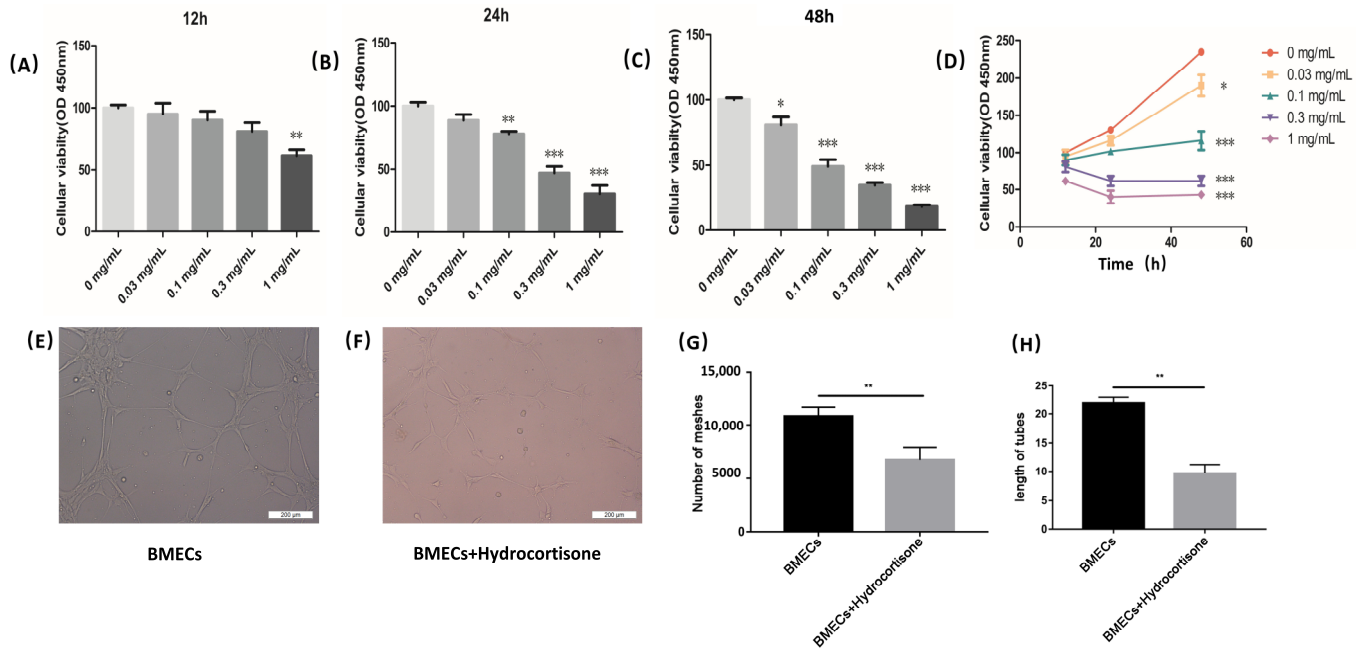 12h
24h
48h
(A)
Cellular viabilty(OD 450nm)
150
100
50
0
0 mg/mL
0.03 mg/mL
0.1 mg/mL
0.3 mg/mL
1 mg/mL
**
(B)
Cellular viabilty(OD 450nm)
150
100
50
0
0 mg/mL
0.03 mg/mL
0.1 mg/mL
0.3 mg/mL
1 mg/mL
**
***
***
(C)
Cellular viabilty(OD 450nm)
150
100
50
0
0 mg/mL
0.03 mg/mL
0.1 mg/mL
0.3 mg/mL
1 mg/mL
*
***
***
***
(D)
Cellular viabilty(OD 450nm)
250
200
150
100
50
0
0
20
40
60
Time (h)
*
***
***
***
0 mg/mL
0.03 mg/mL
0.1 mg/mL
0.3 mg/mL
1 mg/mL
(E)
200 μm
BMECs
(F)
200 μm
BMECs+Hydrocortisone
(G)
Number of meshes
15,000
10,000
5000
0
**
BMECs
BMECs+Hydrocortisone
(H)
length of tubes
25
20
15
10
5
0
**
BMECs
BMECs+Hydrocortisone